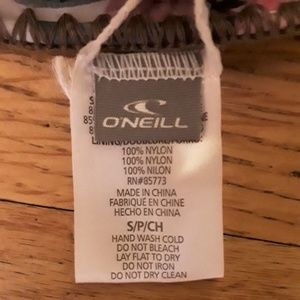 O'NEILL
100% NYLON
100% NYLON
100% NILON
RN#85773
MADE IN CHINA
FABRIQUÉ EN CHINE
HECHO EN CHINA
S/P/CH
HAND WASH COLD
DO NOT BLEACH
LAY FLAT TO DRY
DO NOT IRON
DO NOT DRY CLEAN